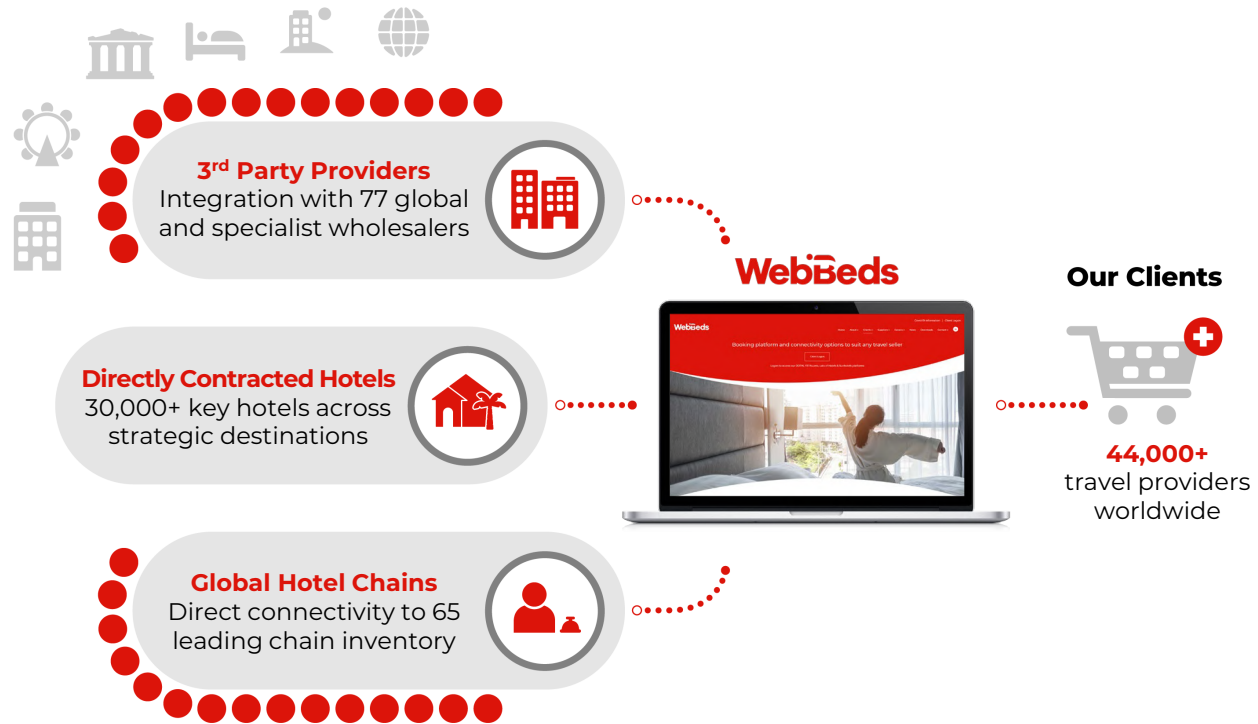 3rd Party Providers
Integration with 77 global
and specialist wholesalers
Directly Contracted Hotels
30,000+ key hotels across
strategic destinations
Global Hotel Chains
Direct connectivity to 65
leading chain inventory
WebBeds
WebBeds
Booking platform and connectivity options to suit any travel seller
Our Clients
44,000+
travel providers
worldwide